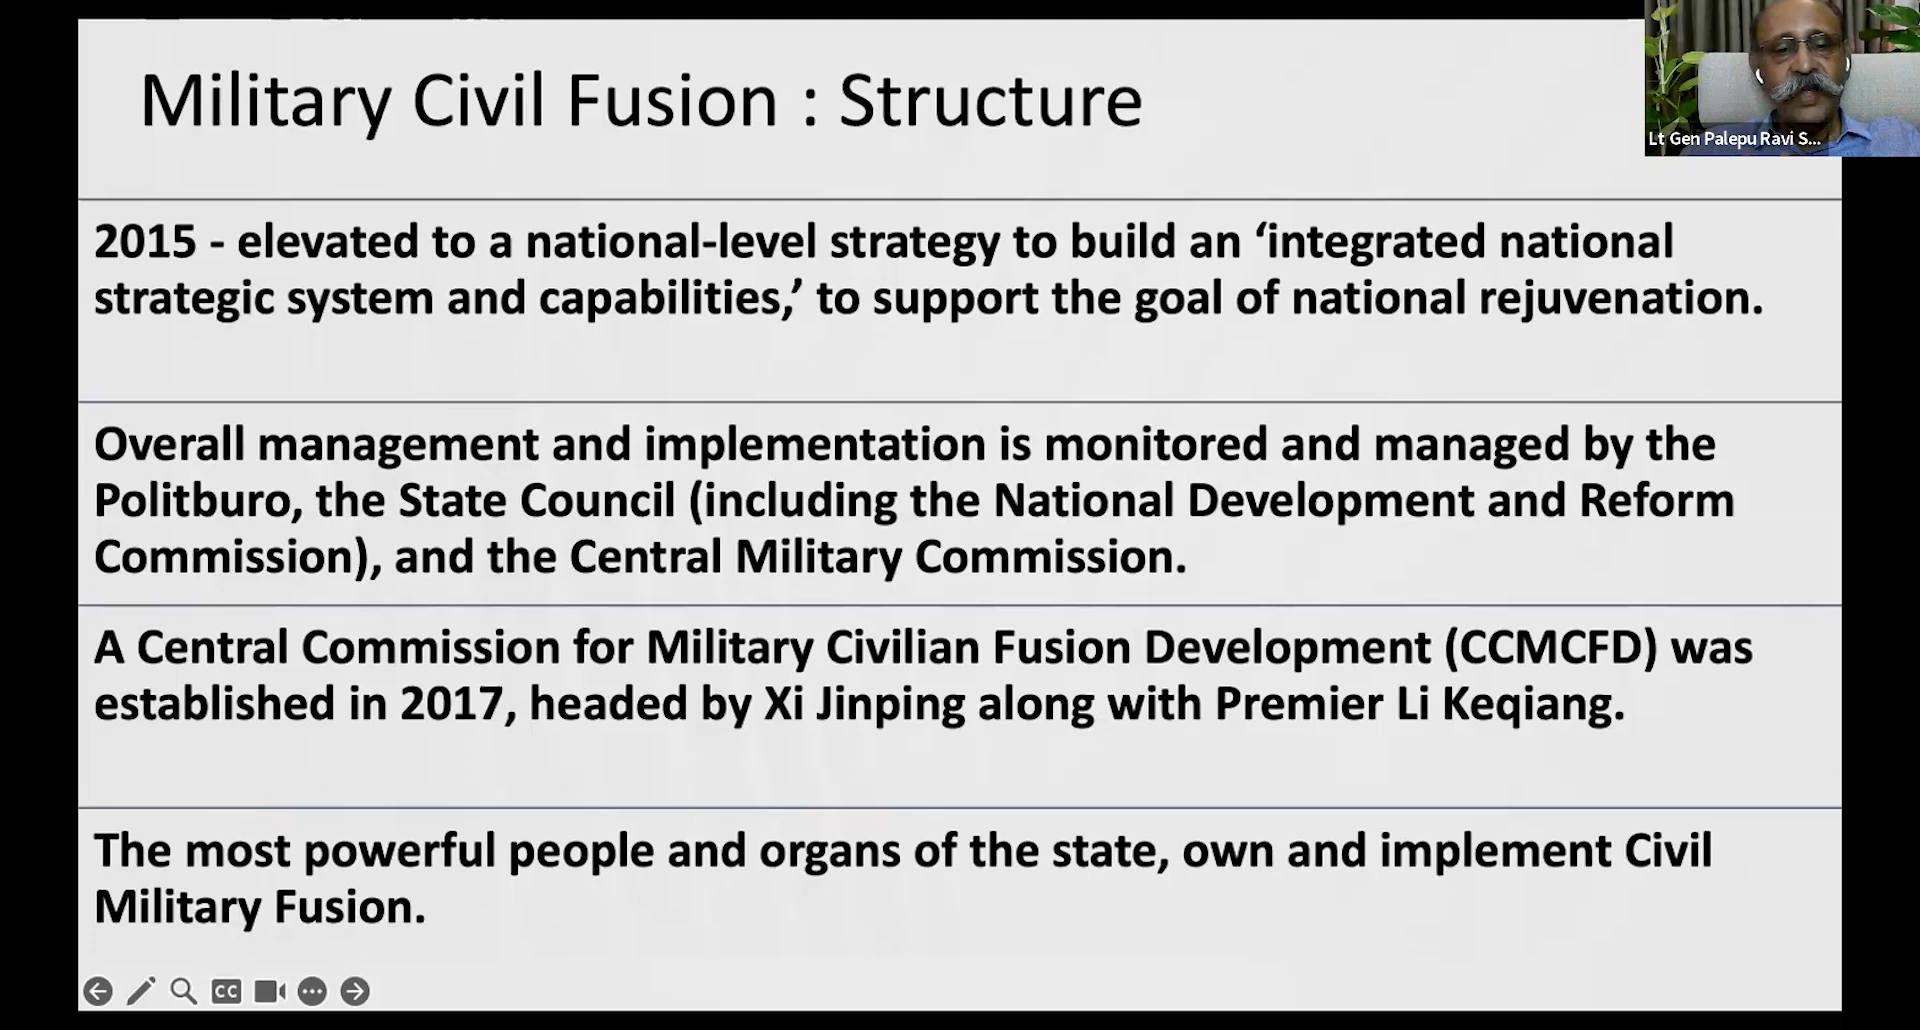 Military Civil Fusion : Structure
Lt Gen Palepu Ravi S...
2015 - elevated to a national-level strategy to build an ‘integrated national
strategic system and capabilities,’ to support the goal of national rejuvenation.
Overall management and implementation is monitored and managed by the
Politburo, the State Council (including the National Development and Reform
Commission), and the Central Military Commission.
A Central Commission for Military Civilian Fusion Development (CCMCFD) was
established in 2017, headed by Xi Jinping along with Premier Li Keqiang.
The most powerful people and organs of the state, own and implement Civil
Military Fusion.
CC